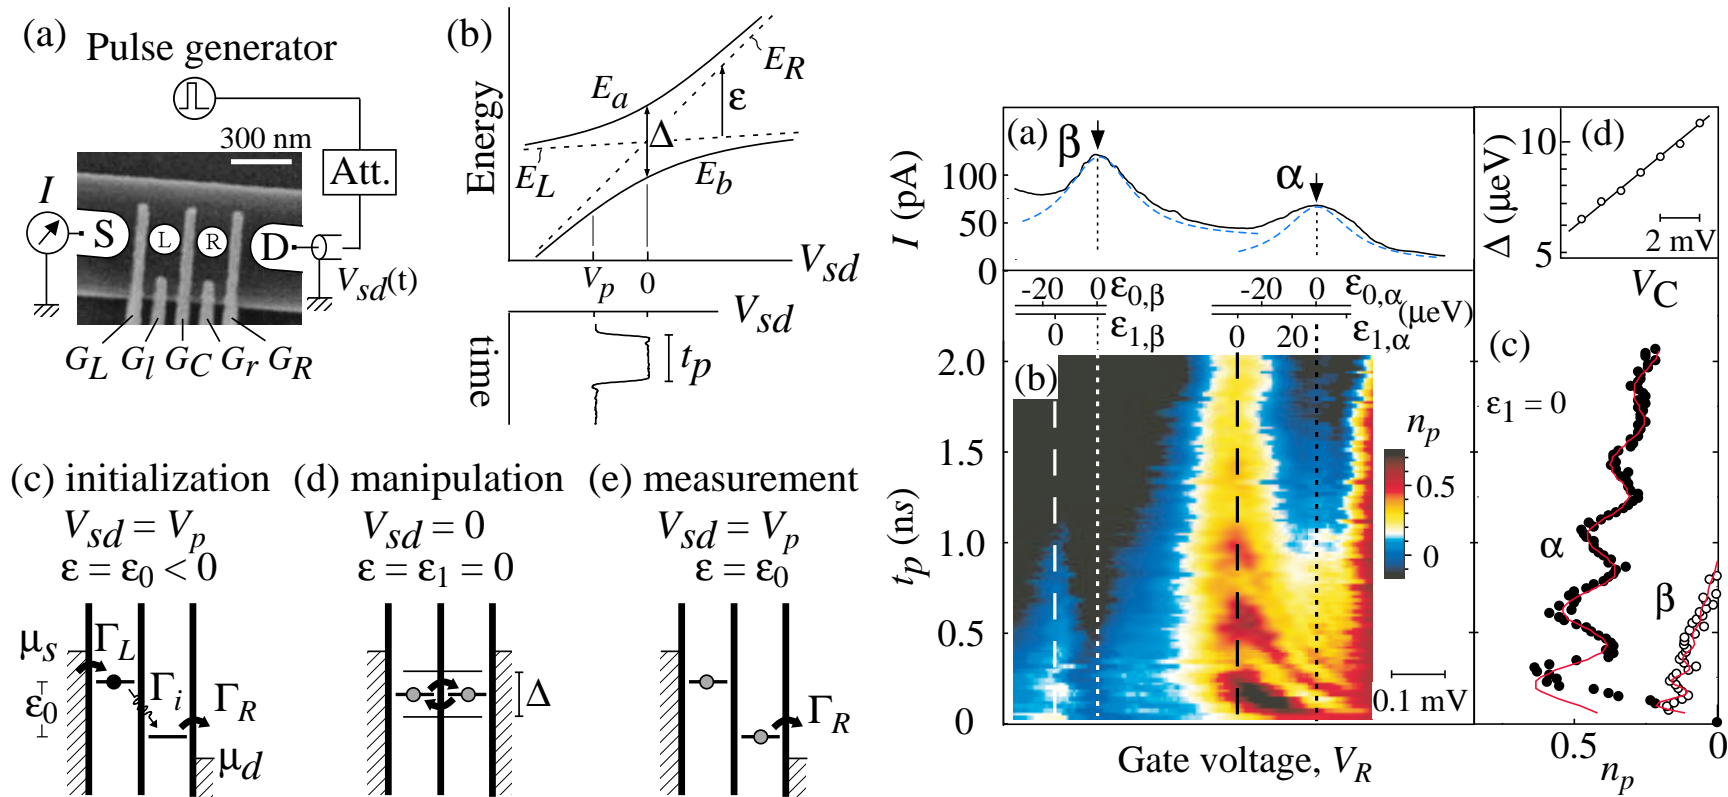 (a)
Pulse generator
300 nm
Att.
I
S
L
R
D
V_sd(t)
G_L G_l G_C G_r G_R
(b)
Energy
E_a
E_R
ε
Δ
E_L
E_b
V_p
0
V_sd
V_sd
time
t_p
(c) initialization
V_sd = V_p
ε = ε_0 < 0
μ_s
Γ_L
Γ_i
ε_0
Γ_R
μ_d
(d) manipulation
V_sd = 0
ε = ε_1 = 0
Δ
(e) measurement
V_sd = V_p
ε = ε_0
Γ_R
(a)
β
α
I (pA)
100
50
0
-20 0 ε_0,β
-20 0 ε_0,α
(μeV)
0 ε_1,β
0 20 ε_1,α
(b)
t_p (ns)
2.0
1.5
1.0
0.5
0
n_p
0.5
0
0.1 mV
Gate voltage, V_R
(d)
Δ (μeV)
10
5
2 mV
V_C
(c)
ε_1 = 0
α
β
0.5 0
n_p